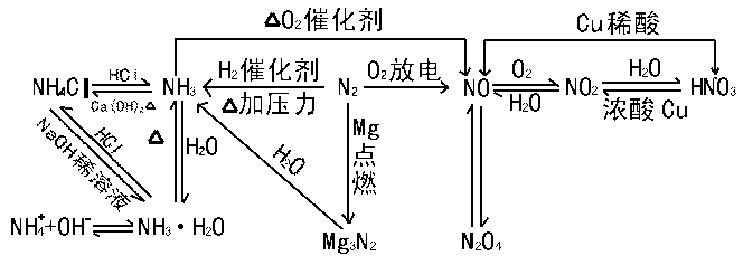 △O₂催化剂
Cu稀酸
NH₄Cl HCl Ca(OH)₂△ NH₃ H₂催化剂 △加压力 N₂ O₂放电 NO O₂ H₂O NO₂ H₂O 浓酸Cu HNO₃
HCl
NaOH稀溶液
△
H₂O
H₂O
Mg点燃
NH₄⁺+OH⁻ NH₃·H₂O Mg₃N₂ N₂O₄